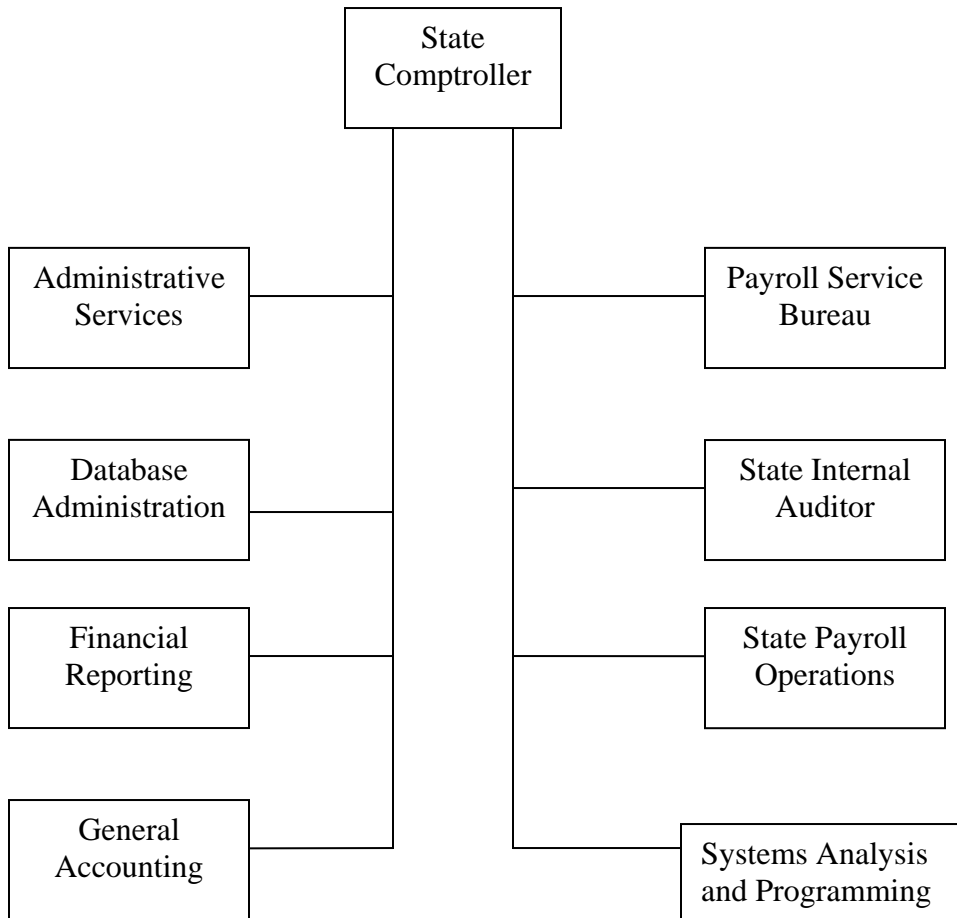 State
Comptroller
Administrative
Services
Payroll Service
Bureau
Database
Administration
State Internal
Auditor
Financial
Reporting
State Payroll
Operations
General
Accounting
Systems Analysis
and Programming